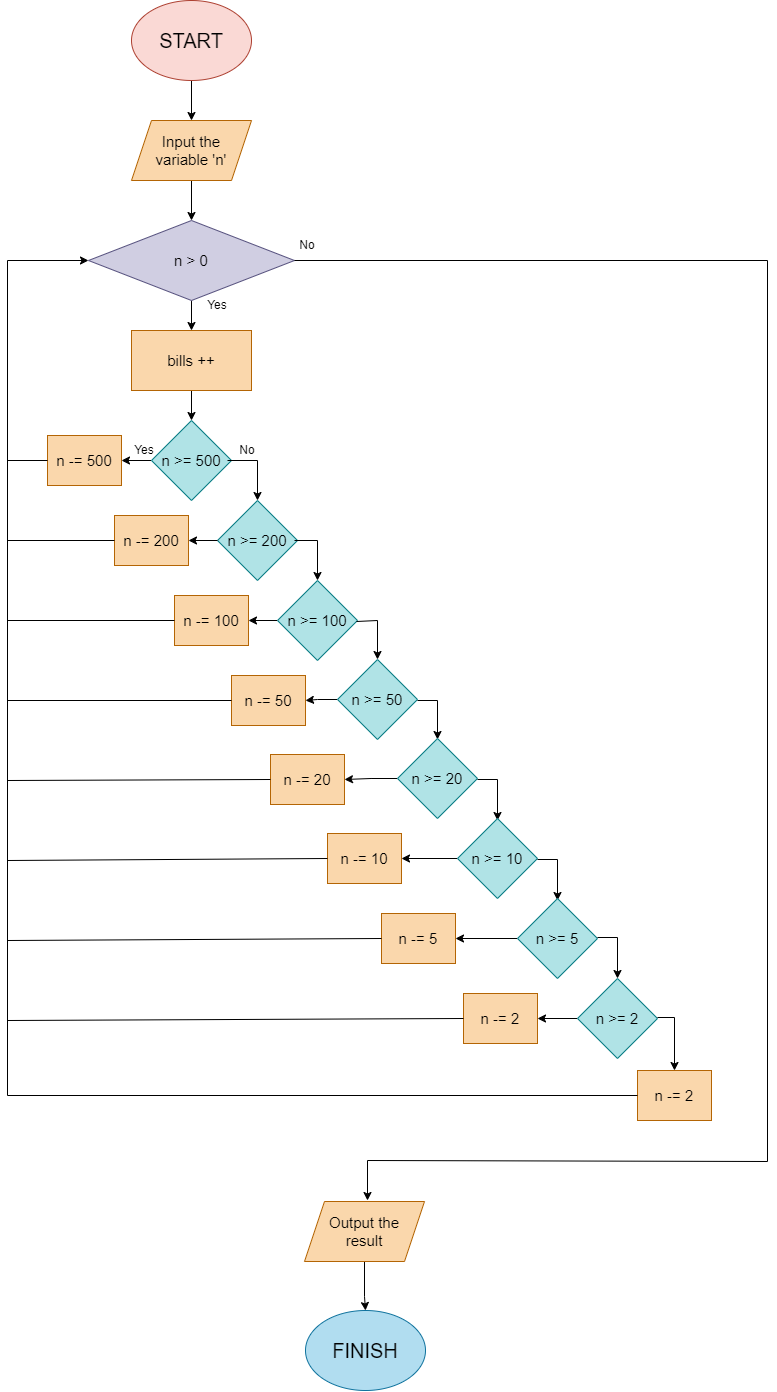 START
Input the
variable 'n'
n > 0
No
Yes
bills ++
n -= 500
Yes
n >= 500
No
n -= 200
n >= 200
n -= 100
n >= 100
n -= 50
n >= 50
n -= 20
n >= 20
n -= 10
n >= 10
n -= 5
n >= 5
n -= 2
n >= 2
n -= 2
Output the
result
FINISH